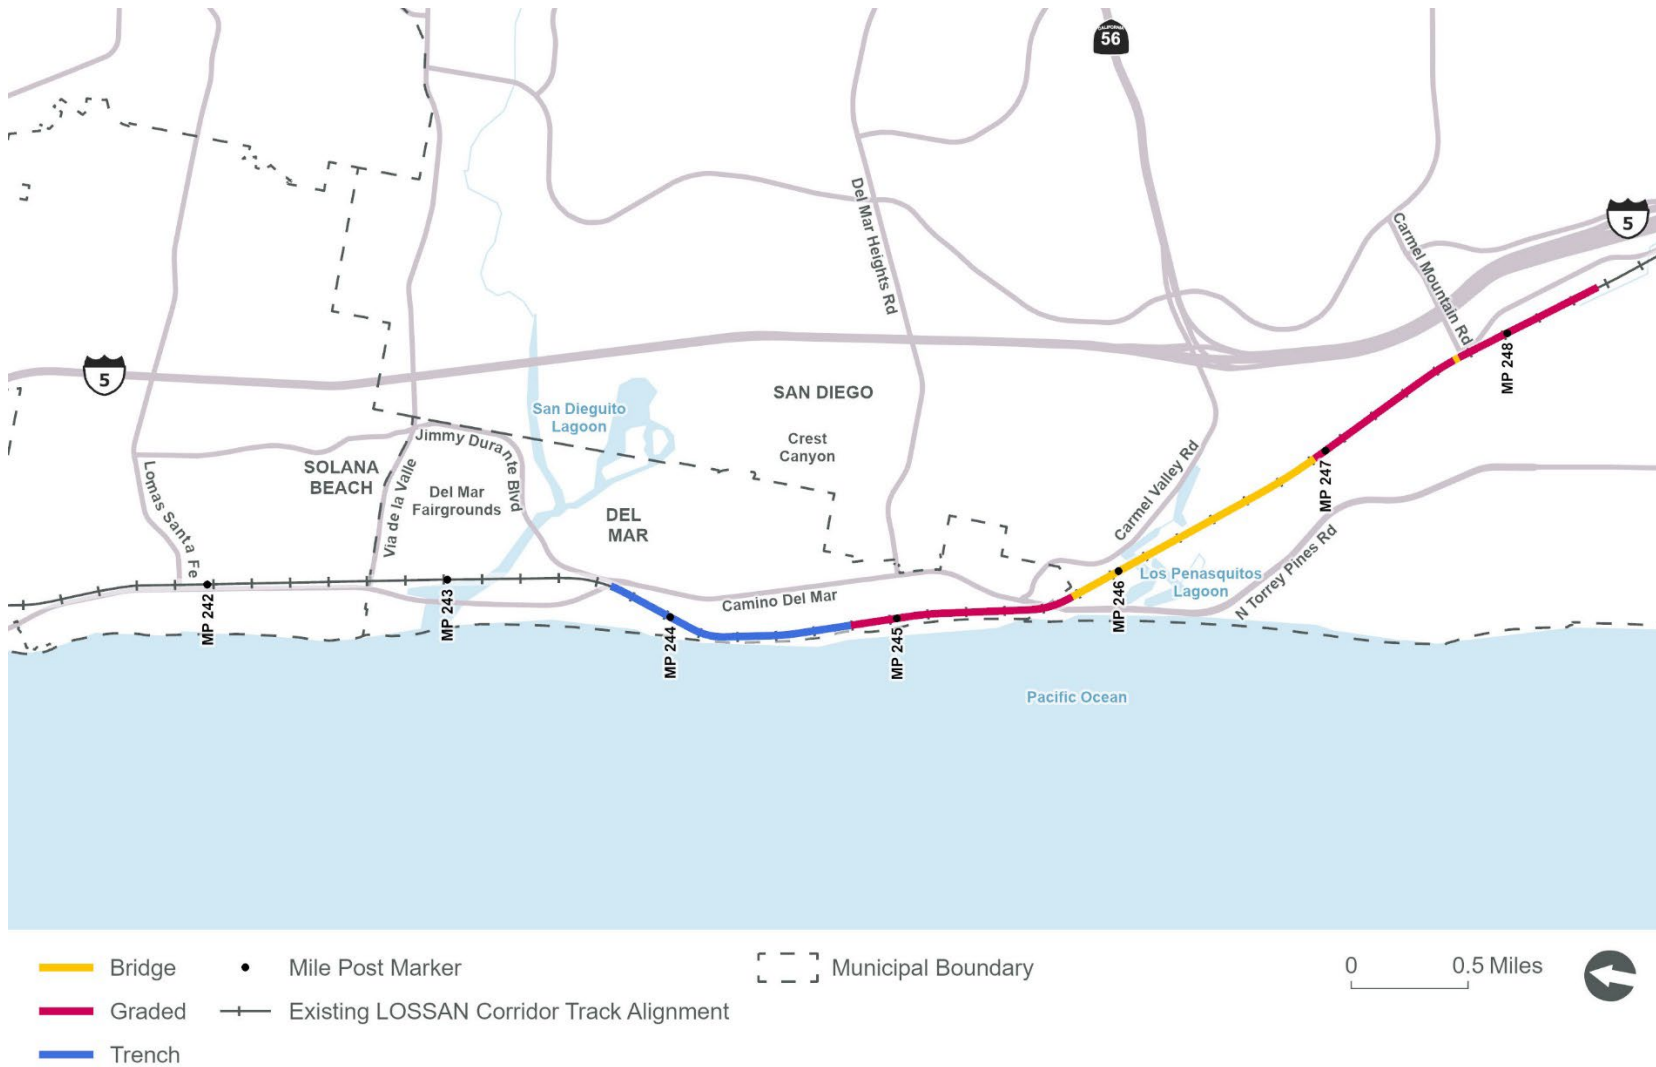 CALIFORNIA
56
5
5
Del Mar Heights Rd
Carmel Mountain Rd
SAN DIEGO
San Dieguito
Lagoon
Crest
Canyon
Jimmy Durante Blvd
SOLANA
BEACH
Lomas Santa Fe
Via de la Valle
Del Mar
Fairgrounds
DEL
MAR
Carmel Valley Rd
Los Penasquitos
Lagoon
N Torrey Pines Rd
Camino Del Mar
MP 242
MP 243
MP 244
MP 245
MP 246
MP 247
MP 248
Pacific Ocean
Bridge
Mile Post Marker
Municipal Boundary
0
0.5 Miles
Graded
Existing LOSSAN Corridor Track Alignment
Trench